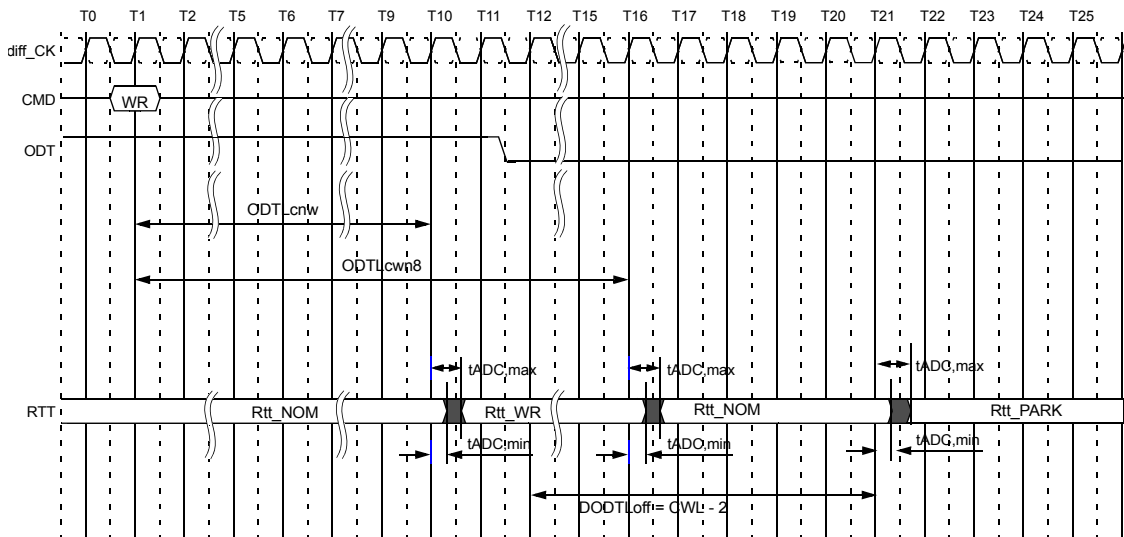 T0 T1 T2 T5 T6 T7 T9 T10 T11 T12 T15 T16 T17 T18 T19 T20 T21 T22 T23 T24 T25
diff_CK
CMD WR
ODT
ODTLcnw
ODTLcwn8
tADC,max tADC,max tADC,max
RTT Rtt_NOM Rtt_WR Rtt_NOM Rtt_PARK
tADC,min tADC,min tADC,min
DODTLoff = CWL - 2